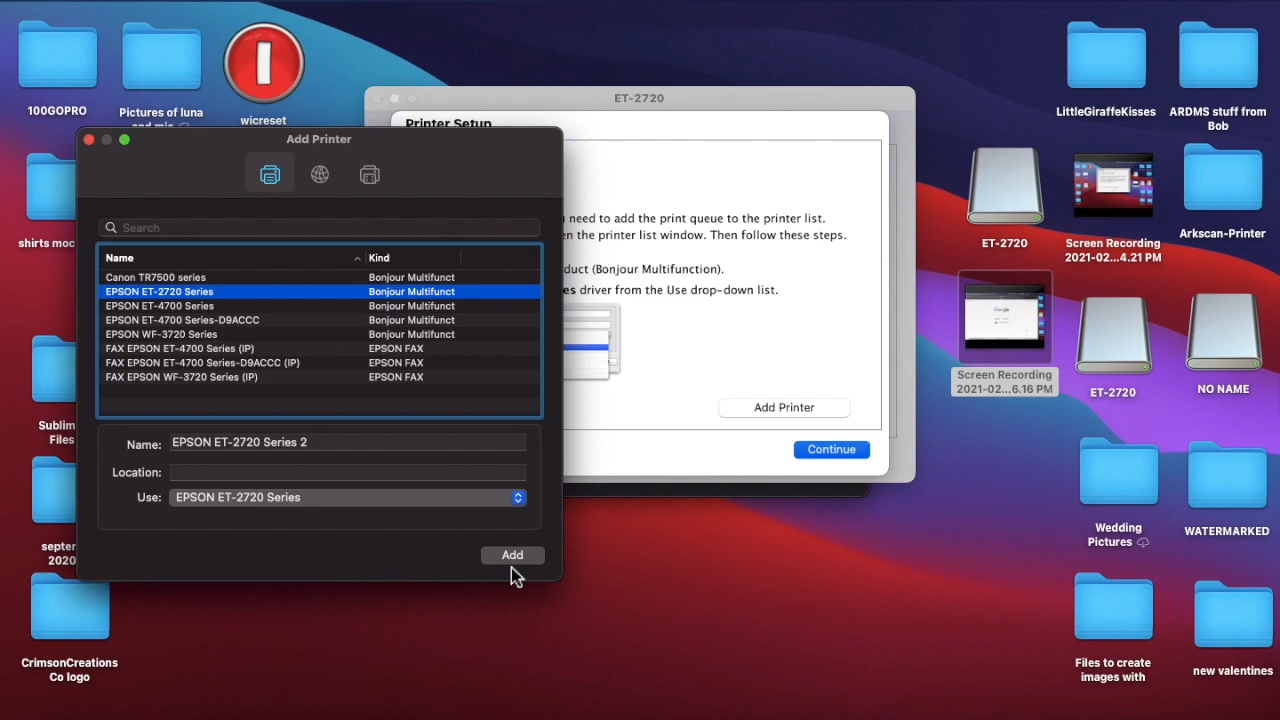 100GOPRO
Pictures of luna
wicreset
shirts moc
Sublim
Files
septer
2020
CrimsonCreations
Co logo
Add Printer
Search
Name Kind
Canon TR7500 series Bonjour Multifunct
EPSON ET-2720 Series Bonjour Multifunct
EPSON ET-4700 Series Bonjour Multifunct
EPSON ET-4700 Series-D9ACCC Bonjour Multifunct
EPSON WF-3720 Series Bonjour Multifunct
FAX EPSON ET-4700 Series (IP) EPSON FAX
FAX EPSON ET-4700 Series-D9ACCC (IP) EPSON FAX
FAX EPSON WF-3720 Series (IP) EPSON FAX
Name: EPSON ET-2720 Series 2
Location:
Use: EPSON ET-2720 Series
Add
ET-2720
Printer Setup
need to add the print queue to the printer list.
en the printer list window. Then follow these steps.
duct (Bonjour Multifunction).
es driver from the Use drop-down list.
Add Printer
Continue
LittleGiraffeKisses
ARDMS stuff from
Bob
ET-2720
Screen Recording
2021-02...4.21 PM
Arkscan-Printer
Screen Recording
2021-02...6.16 PM
ET-2720
NO NAME
Wedding
Pictures
WATERMARKED
Files to create
images with
new valentines